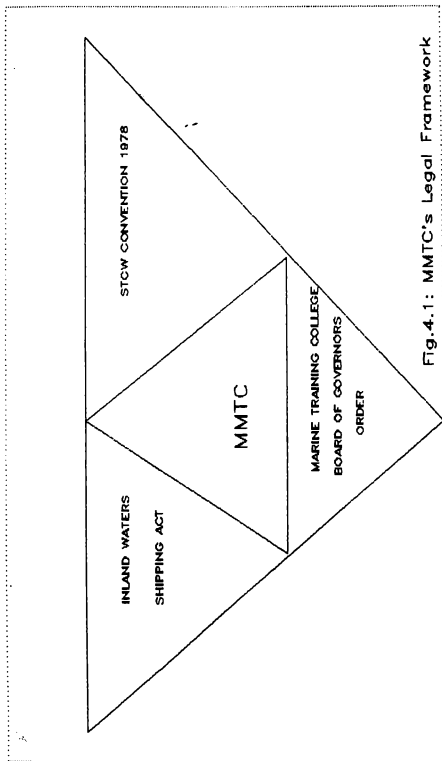 INLAND WATERS
SHIPPING ACT
STCW CONVENTION 1978
MMTC
MARINE TRAINING COLLEGE
BOARD OF GOVERNORS
ORDER
Fig.4.1: MMTC's Legal Framework